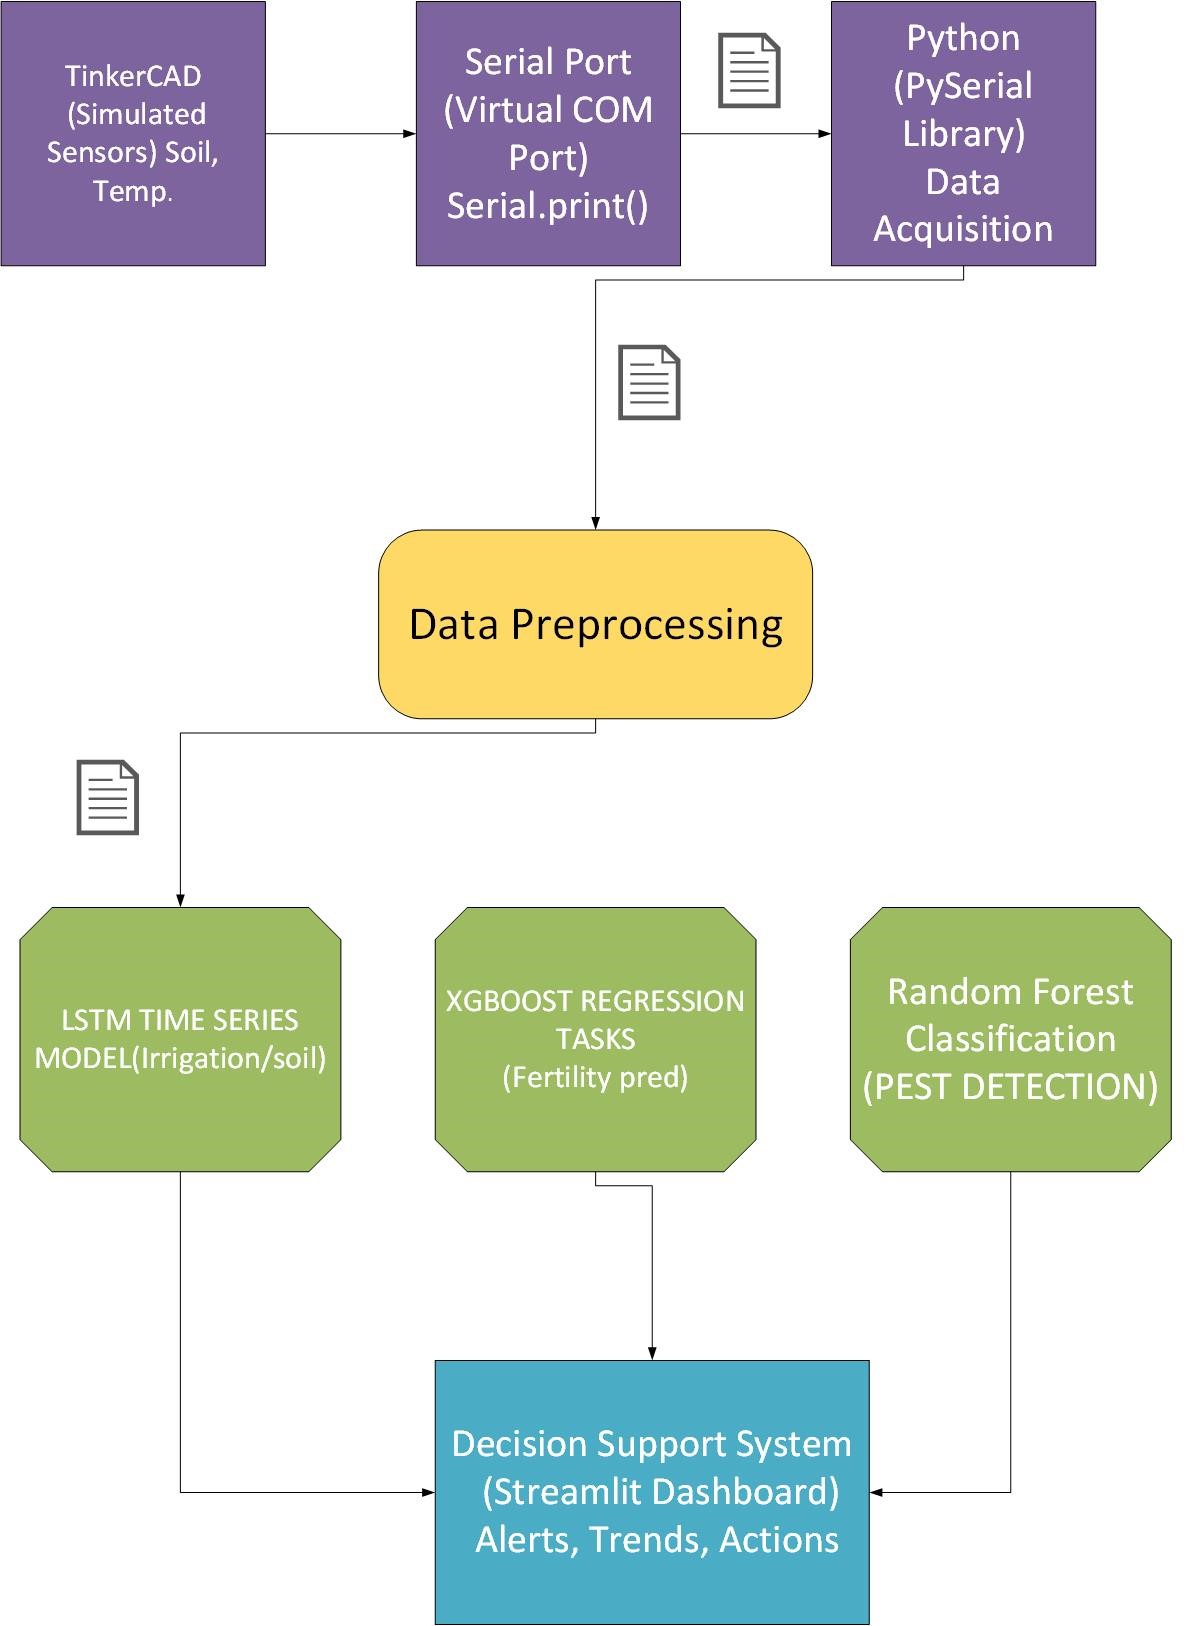 TinkerCAD
(Simulated
Sensors) Soil,
Temp.
Serial Port
(Virtual COM
Port)
Serial.print()
Python
(PySerial
Library)
Data
Acquisition
Data Preprocessing
LSTM TIME SERIES
MODEL(Irrigation/soil)
XGBOOST REGRESSION
TASKS
(Fertility pred)
Random Forest
Classification
(PEST DETECTION)
Decision Support System
(Streamlit Dashboard)
Alerts, Trends, Actions